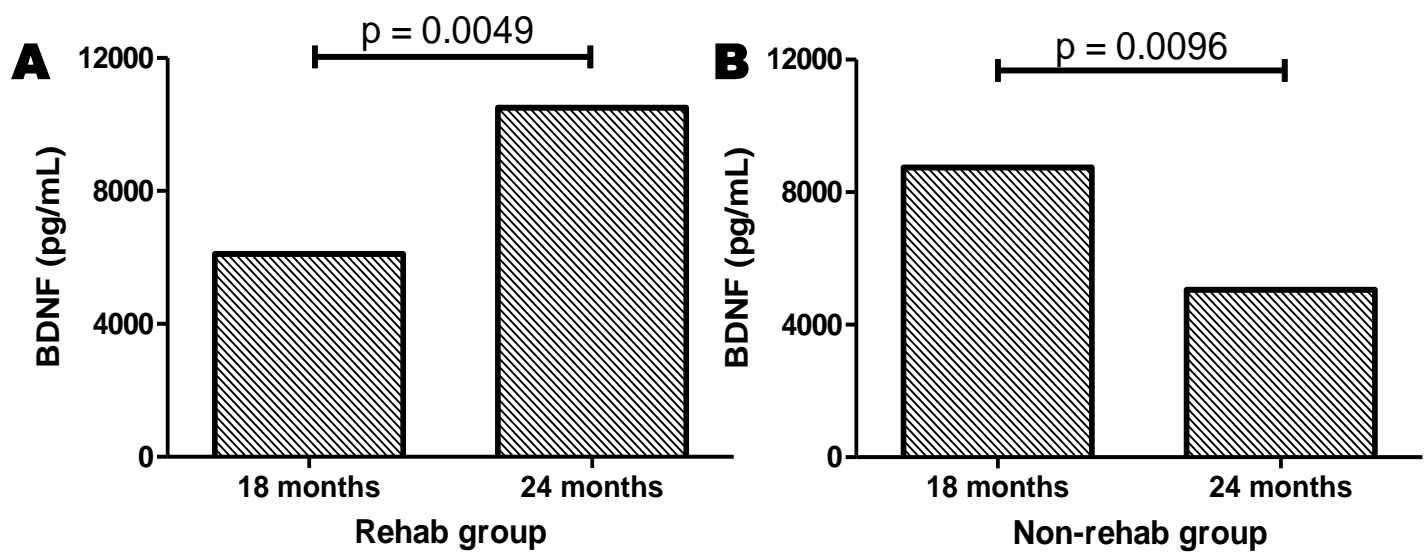 A
p = 0.0049
BDNF (pg/mL)
12000
8000
4000
0
18 months
24 months
Rehab group
B
p = 0.0096
BDNF (pg/mL)
12000
8000
4000
0
18 months
24 months
Non-rehab group